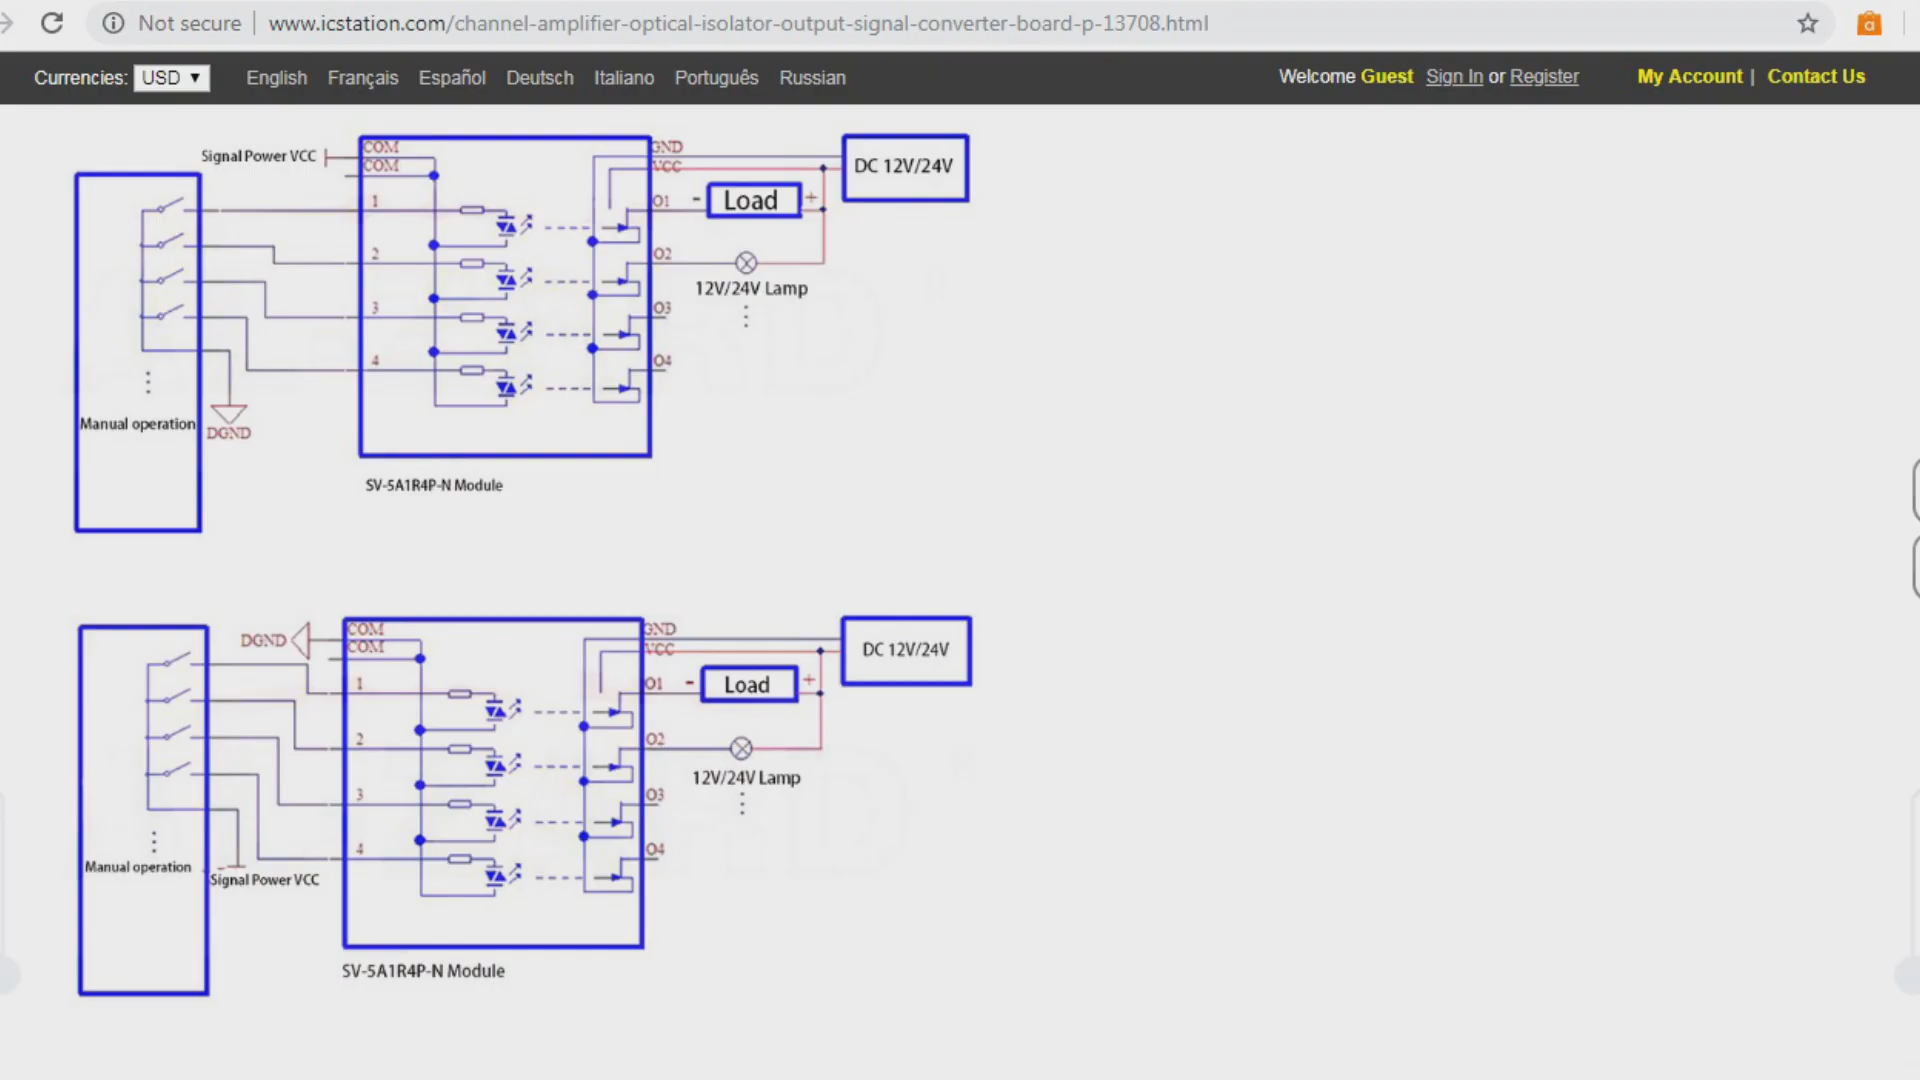 Not secure www.icstation.com/channel-amplifier-optical-isolator-output-signal-converter-board-p-13708.html
Currencies: USD ▼ English Français Español Deutsch Italiano Português Russian Welcome Guest Sign In or Register My Account | Contact Us
Signal Power VCC
COM
COM
GND
VCC
DC 12V/24V
1
O1 - Load +
2
O2
12V/24V Lamp
3
O3
4
O4
Manual operation
DGND
SV-5A1R4P-N Module
DGND
COM
COM
GND
VCC
DC 12V/24V
1
O1 - Load +
2
O2
12V/24V Lamp
3
O3
4
O4
Manual operation
Signal Power VCC
SV-5A1R4P-N Module